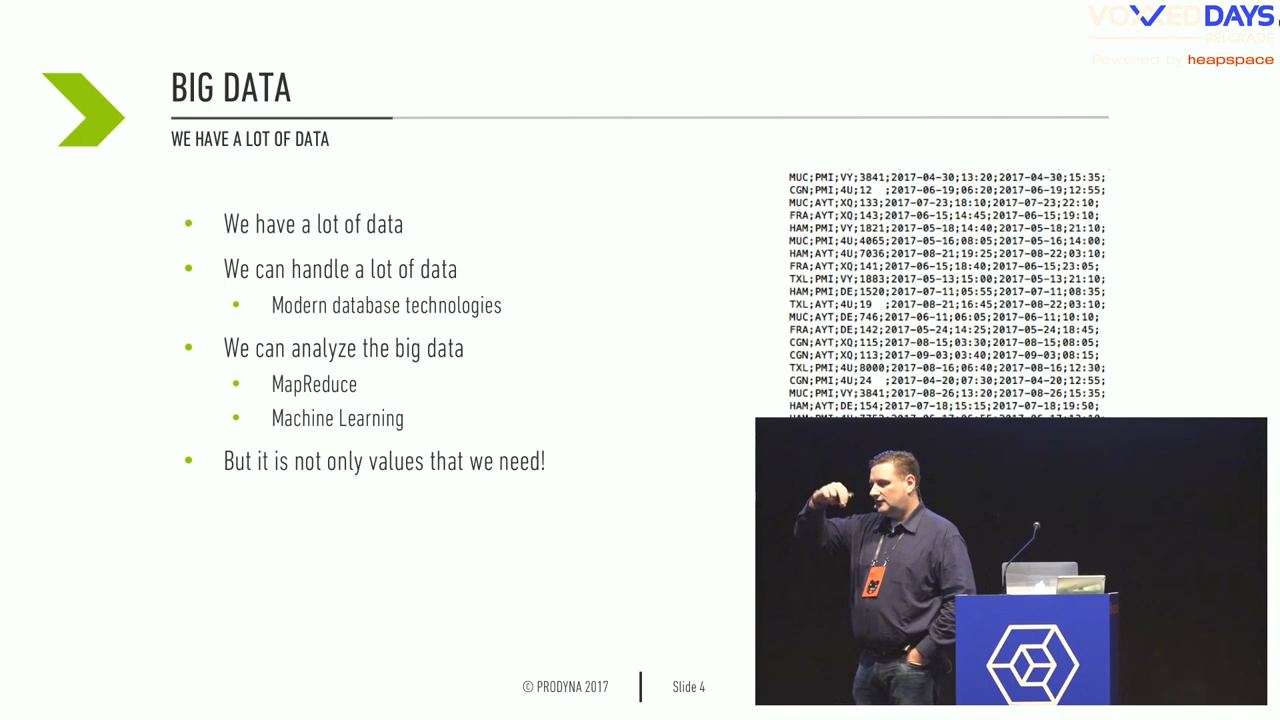 VOXXED DAYS
BELGRADE
Powered by heapspace
BIG DATA
WE HAVE A LOT OF DATA
• We have a lot of data
• We can handle a lot of data
• Modern database technologies
• We can analyze the big data
• MapReduce
• Machine Learning
• But it is not only values that we need!
MUC;PMI;VY;3841;2017-04-30;13:20;2017-04-30;15:35;
CGN;PMI;4U;12 ;2017-06-19;06:20;2017-06-19;12:55;
MUC;AYT;XQ;133;2017-07-23;18:10;2017-07-23;22:10;
FRA;AYT;XQ;143;2017-06-15;14:45;2017-06-15;19:10;
HAM;PMI;VY;1821;2017-05-18;14:40;2017-05-18;21:10;
MUC;PMI;4U;4065;2017-05-16;08:05;2017-05-16;14:00;
HAM;AYT;4U;7036;2017-08-21;19:25;2017-08-22;03:10;
FRA;AYT;XQ;141;2017-06-15;18:40;2017-06-15;23:05;
TXL;PMI;VY;1883;2017-05-13;15:00;2017-05-13;21:10;
HAM;PMI;DE;1520;2017-07-11;05:55;2017-07-11;08:35;
TXL;AYT;4U;19 ;2017-08-21;16:45;2017-08-22;03:10;
MUC;AYT;DE;746;2017-06-11;06:05;2017-06-11;10:10;
FRA;AYT;DE;142;2017-05-24;14:25;2017-05-24;18:45;
CGN;AYT;XQ;115;2017-08-15;03:30;2017-08-15;08:05;
CGN;AYT;XQ;113;2017-09-03;03:40;2017-09-03;08:15;
TXL;PMI;4U;8000;2017-08-16;06:40;2017-08-16;12:30;
CGN;PMI;4U;24 ;2017-04-20;07:30;2017-04-20;12:55;
MUC;PMI;VY;3841;2017-08-26;13:20;2017-08-26;15:35;
HAM;AYT;DE;154;2017-07-18;15:15;2017-07-18;19:50;
© PRODYNA 2017
Slide 4